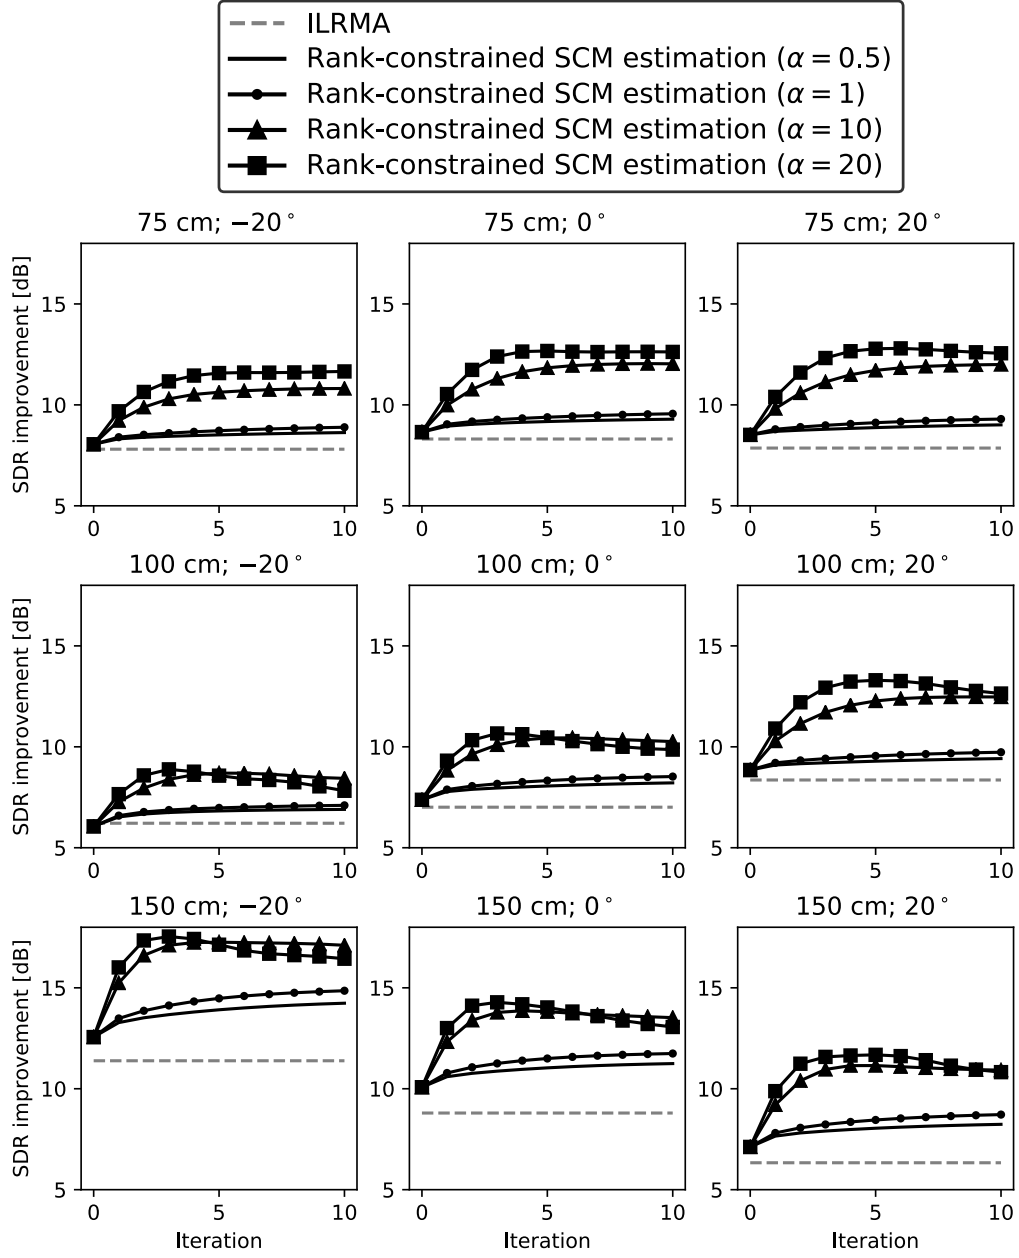 ILRMA
Rank-constrained SCM estimation (α = 0.5)
Rank-constrained SCM estimation (α = 1)
Rank-constrained SCM estimation (α = 10)
Rank-constrained SCM estimation (α = 20)
75 cm; −20° 75 cm; 0° 75 cm; 20°
SDR improvement [dB]
15 15 15
10 10 10
5 5 5
0 5 10 0 5 10 0 5 10
100 cm; −20° 100 cm; 0° 100 cm; 20°
SDR improvement [dB]
15 15 15
10 10 10
5 5 5
0 5 10 0 5 10 0 5 10
150 cm; −20° 150 cm; 0° 150 cm; 20°
SDR improvement [dB]
15 15 15
10 10 10
5 5 5
0 5 10 0 5 10 0 5 10
Iteration Iteration Iteration